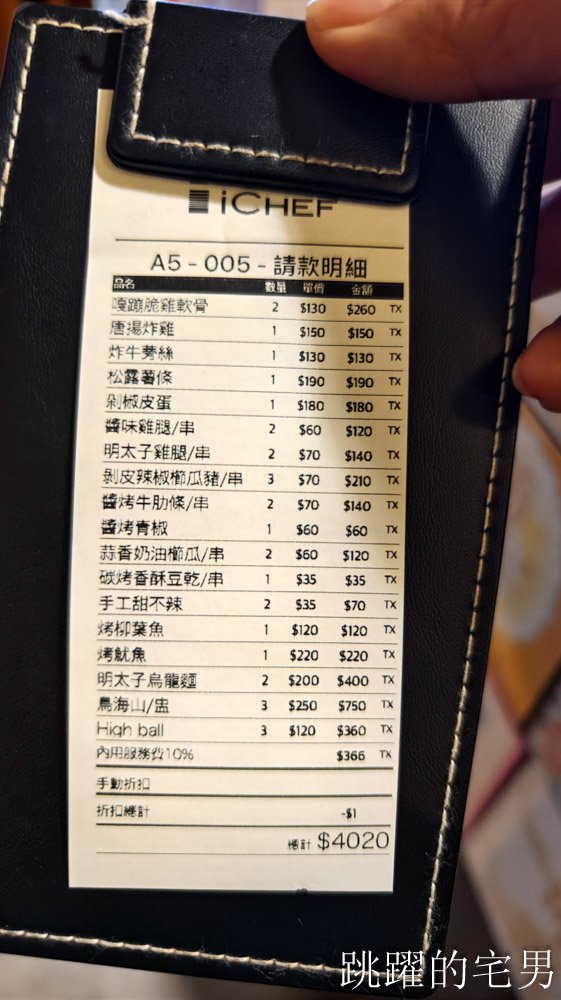 iCHEF
A5 - 005 - 請款明細
品名 數量 單價 金額
嘎蹦脆雞軟骨 2 $130 $260 TX
唐揚炸雞 1 $150 $150 TX
炸牛蒡絲 1 $130 $130 TX
松露薯條 1 $190 $190 TX
剁椒皮蛋 1 $180 $180 TX
醬味雞腿/串 2 $60 $120 TX
明太子雞腿/串 2 $70 $140 TX
剝皮辣椒櫛瓜豬/串 3 $70 $210 TX
醬烤牛肋條/串 2 $70 $140 TX
醬烤青椒 1 $60 $60 TX
蒜香奶油櫛瓜/串 2 $60 $120 TX
碳烤香酥豆乾/串 1 $35 $35 TX
手工甜不辣 2 $35 $70 TX
烤柳葉魚 1 $120 $120 TX
烤魷魚 1 $220 $220 TX
明太子烏龍麵 2 $200 $400 TX
鳥海山/盅 3 $250 $750 TX
High ball 3 $120 $360 TX
內用服務費10% $366 TX
手動折扣
折扣總計 -$1
總計 $4020
跳躍的宅男